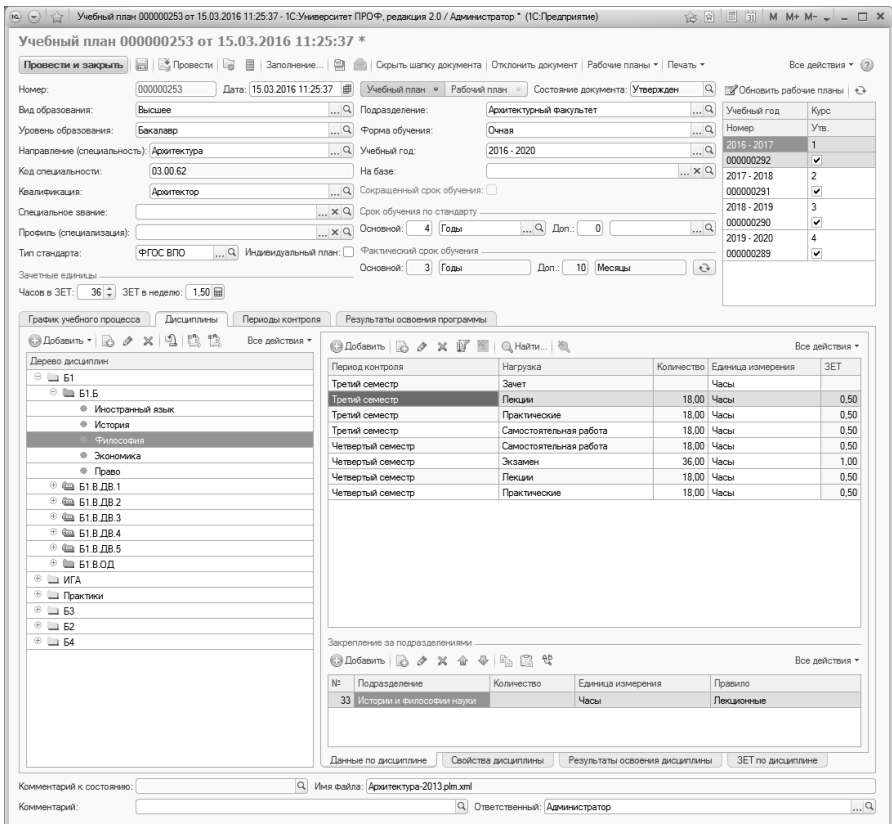 Учебный план 000000253 от 15.03.2016 11:25:37 - 1С:Университет ПРОФ, редакция 2.0 / Администратор * (1С:Предприятие) M M+ M-
Учебный план 000000253 от 15.03.2016 11:25:37 *
Провести и закрыть Провести Заполнение... Скрыть шапку документа Отклонить документ Рабочие планы Печать Все действия
Номер: 000000253 Дата: 15.03.2016 11:25:37 Учебный план Рабочий план Состояние документа: Утвержден Обновить рабочие планы
Вид образования: Высшее Подразделение: Архитектурный факультет Учебный год Курс
Уровень образования: Бакалавр Форма обучения: Очная Номер Утв.
Направление (специальность): Архитектура Учебный год: 2016 - 2020 2016 - 2017 1
Код специальности: 03.00.62 На базе: 000000292
Квалификация: Архитектор Сокращенный срок обучения: 2017 - 2018 2
000000291
Специальное звание: Срок обучения по стандарту 2018 - 2019 3
Профиль (специализация): Основной: 4 Годы Доп.: 0 000000290
Тип стандарта: ФГОС ВПО Индивидуальный план: Фактический срок обучения 2019 - 2020 4
Зачетные единицы Основной: 3 Годы Доп.: 10 Месяцы 000000289
Часов в ЗЕТ: 36 ЗЕТ в неделю: 1,50
График учебного процесса Дисциплины Периоды контроля Результаты освоения программы
Добавить Все действия
Дерево дисциплин
Б1
Б1.Б
Иностранный язык
История
Философия
Экономика
Право
Б1.В.ДВ.1
Б1.В.ДВ.2
Б1.В.ДВ.3
Б1.В.ДВ.4
Б1.В.ДВ.5
Б1.В.ОД
ИГА
Практики
Б3
Б2
Б4
Добавить Найти... Все действия
Период контроля Нагрузка Количество Единица измерения ЗЕТ
Третий семестр Зачет Часы
Третий семестр Лекции 18,00 Часы 0,50
Третий семестр Практические 18,00 Часы 0,50
Третий семестр Самостоятельная работа 18,00 Часы 0,50
Четвертый семестр Самостоятельная работа 18,00 Часы 0,50
Четвертый семестр Экзамен 36,00 Часы 1,00
Четвертый семестр Лекции 18,00 Часы 0,50
Четвертый семестр Практические 18,00 Часы 0,50
Закрепление за подразделениями
Добавить Все действия
№ Подразделение Количество Единица измерения Правило
33 Истории и философии науки Часы Лекционные
Данные по дисциплине Свойства дисциплины Результаты освоения дисциплины ЗЕТ по дисциплине
Комментарий к состоянию: Имя файла: Архитектура-2013.plm.xml
Комментарий: Ответственный: Администратор